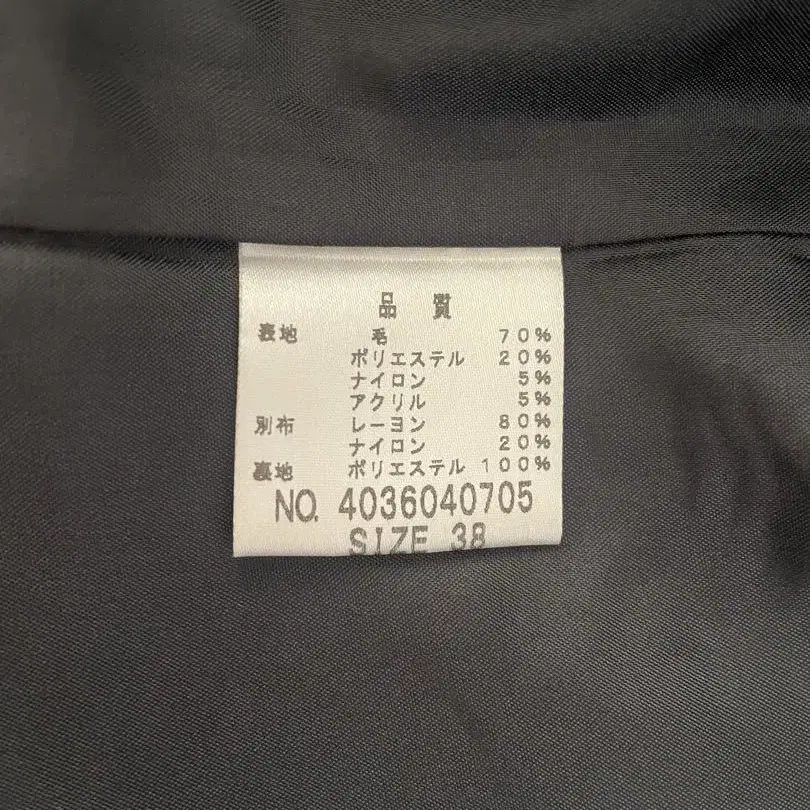 品 質
表地 毛 70%
ポリエステル 20%
ナイロン 5%
アクリル 5%
別布 レーヨン 80%
ナイロン 20%
裏地 ポリエステル 100%
NO. 4036040705
SIZE 38